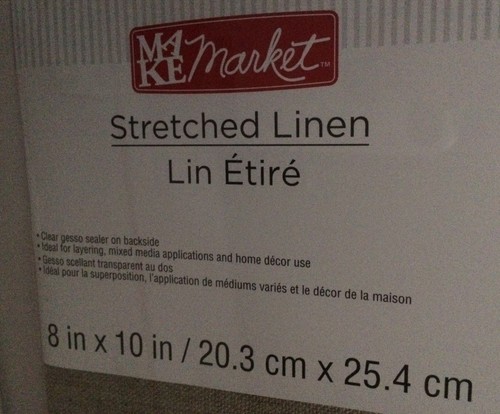 MAKE Market™
Stretched Linen
Lin Étiré
• Clear gesso sealer on backside
• Ideal for layering, mixed media applications and home décor use
• Gesso scellant transparent au dos
• Idéal pour la superposition, l'application de médiums variés et le décor de la maison
8 in x 10 in / 20.3 cm x 25.4 cm